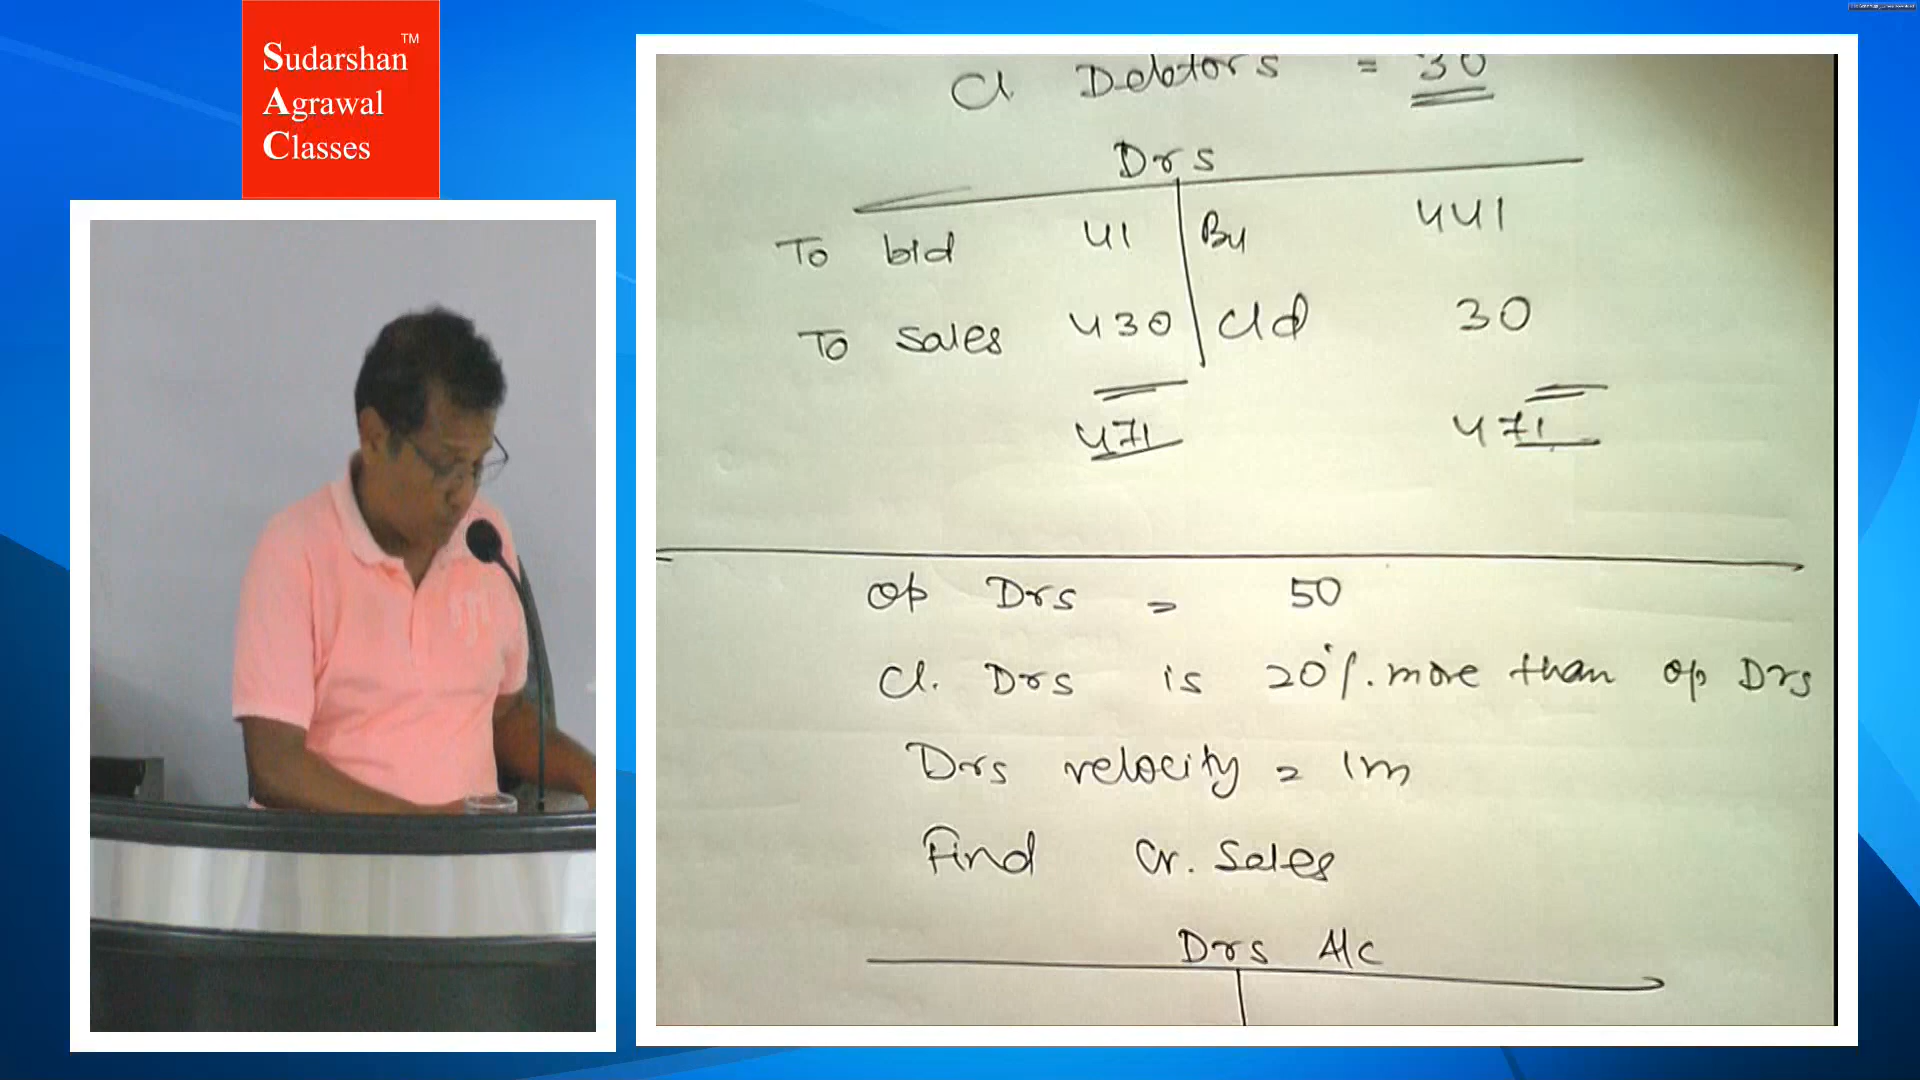 Sudarshan™
Agrawal
Classes
Cl. Debtors = 30
Drs
To bld 41 By 441
To Sales 430 cld 30
471 471
Op Drs = 50
Cl. Drs is 20% more than Op Drs
Drs velocity = 1m
Find Cr. Sales
Drs A/c